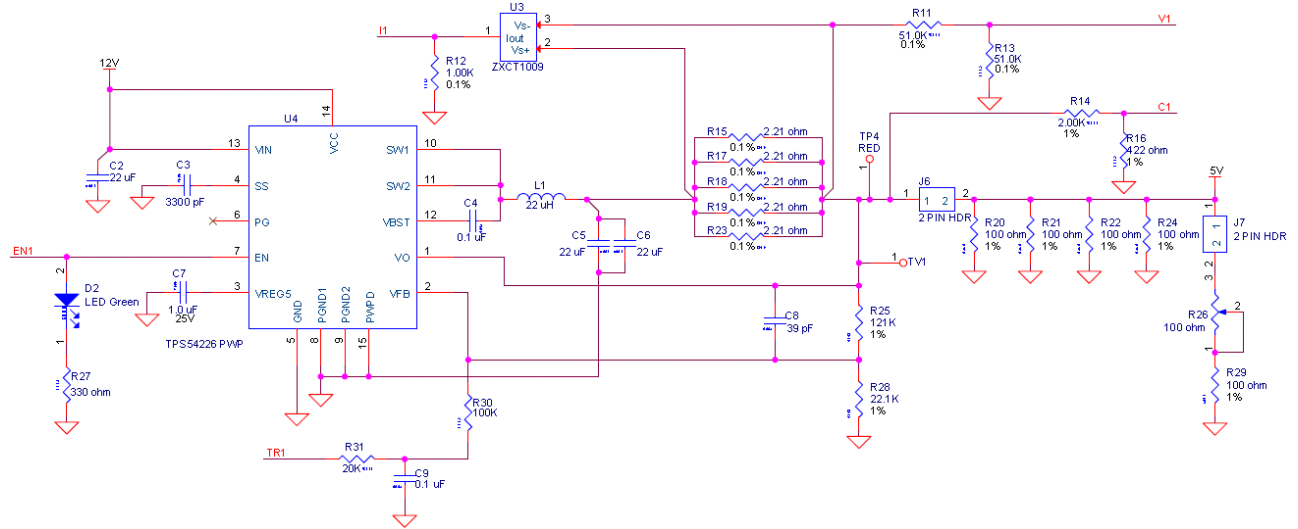 U3
I1
1
Vs-
Iout
Vs+
3
2
ZXCT1009
R11
51.0K
0.1%
V1
R12
1.00K
0.1%
R13
51.0K
0.1%
12V
14
U4
VCC
13
VIN
SW1
10
C2
22 uF
C3
3300 pF
4
SS
SW2
11
6
PG
VBST
12
C4
0.1 uF
L1
22 uH
EN1
7
EN
VO
1
C7
1.0 uF
25V
3
VREG5
VFB
2
GND
PGND1
PGND2
PWPD
5
8
9
15
TPS54226 PWP
2
D2
LED Green
1
R27
330 ohm
C5
22 uF
C6
22 uF
R15
2.21 ohm
0.1%
R17
2.21 ohm
0.1%
R18
2.21 ohm
0.1%
R19
2.21 ohm
0.1%
R23
2.21 ohm
0.1%
TP4
RED
R14
2.00K
1%
C1
R16
422 ohm
1%
J6
1
1 2
2
2 PIN HDR
5V
R20
100 ohm
1%
R21
100 ohm
1%
R22
100 ohm
1%
R24
100 ohm
1%
1
J7
1
2
2 PIN HDR
2
3
R26
100 ohm
2
1
R29
100 ohm
1%
1
TV1
C8
39 pF
R25
121K
1%
R28
22.1K
1%
R30
100K
TR1
R31
20K
C9
0.1 uF